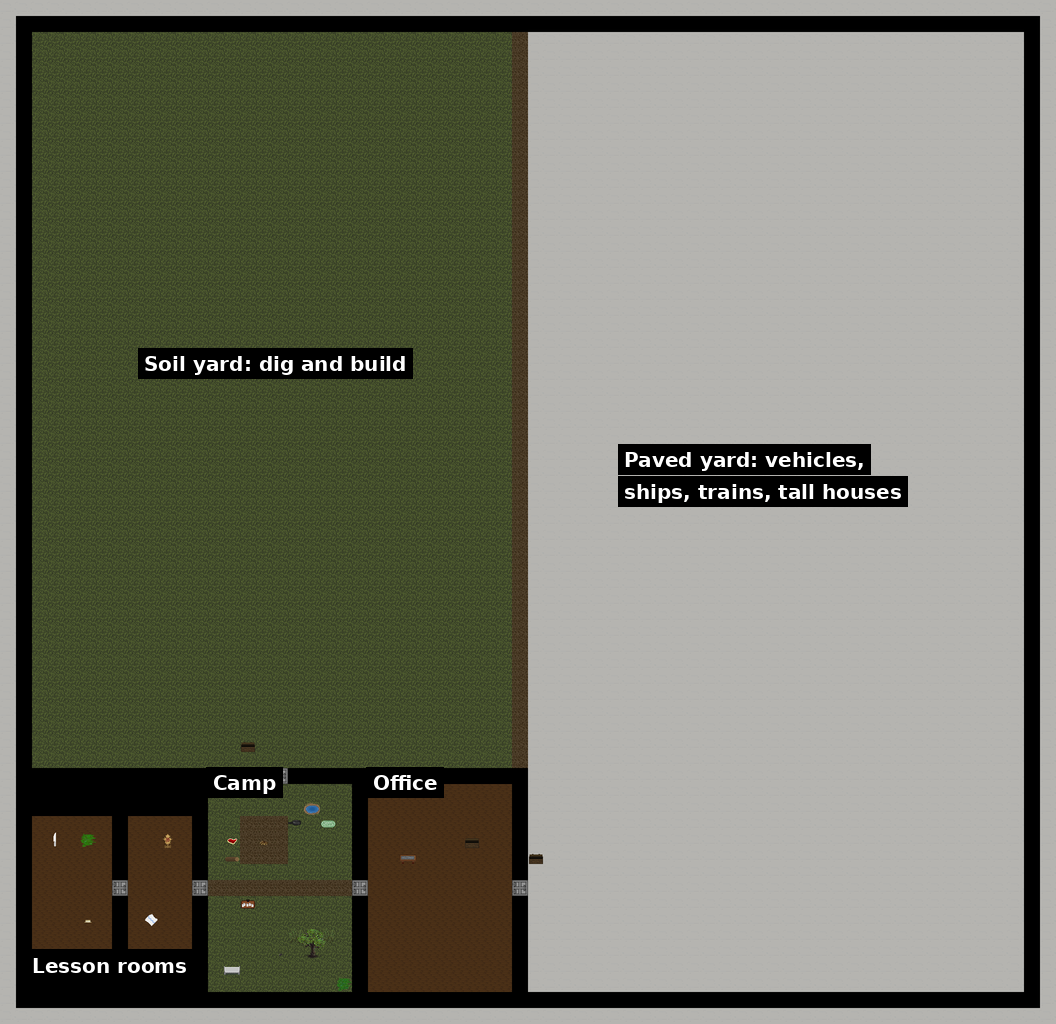 Soil yard: dig and build
Paved yard: vehicles,
ships, trains, tall houses
Camp
Office
Lesson rooms